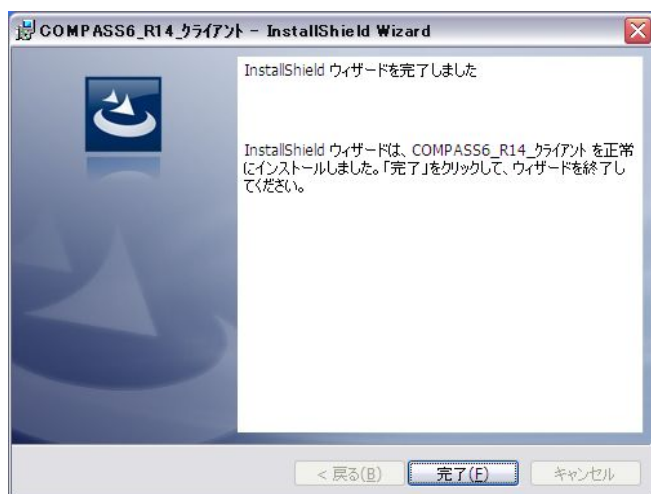 COMPASS6_R14_クライアント - InstallShield Wizard
InstallShield ウィザードを完了しました
InstallShield ウィザードは、COMPASS6_R14_クライアント を正常
にインストールしました。「完了」をクリックして、ウィザードを終了し
てください。
< 戻る(B)
完了(F)
キャンセル